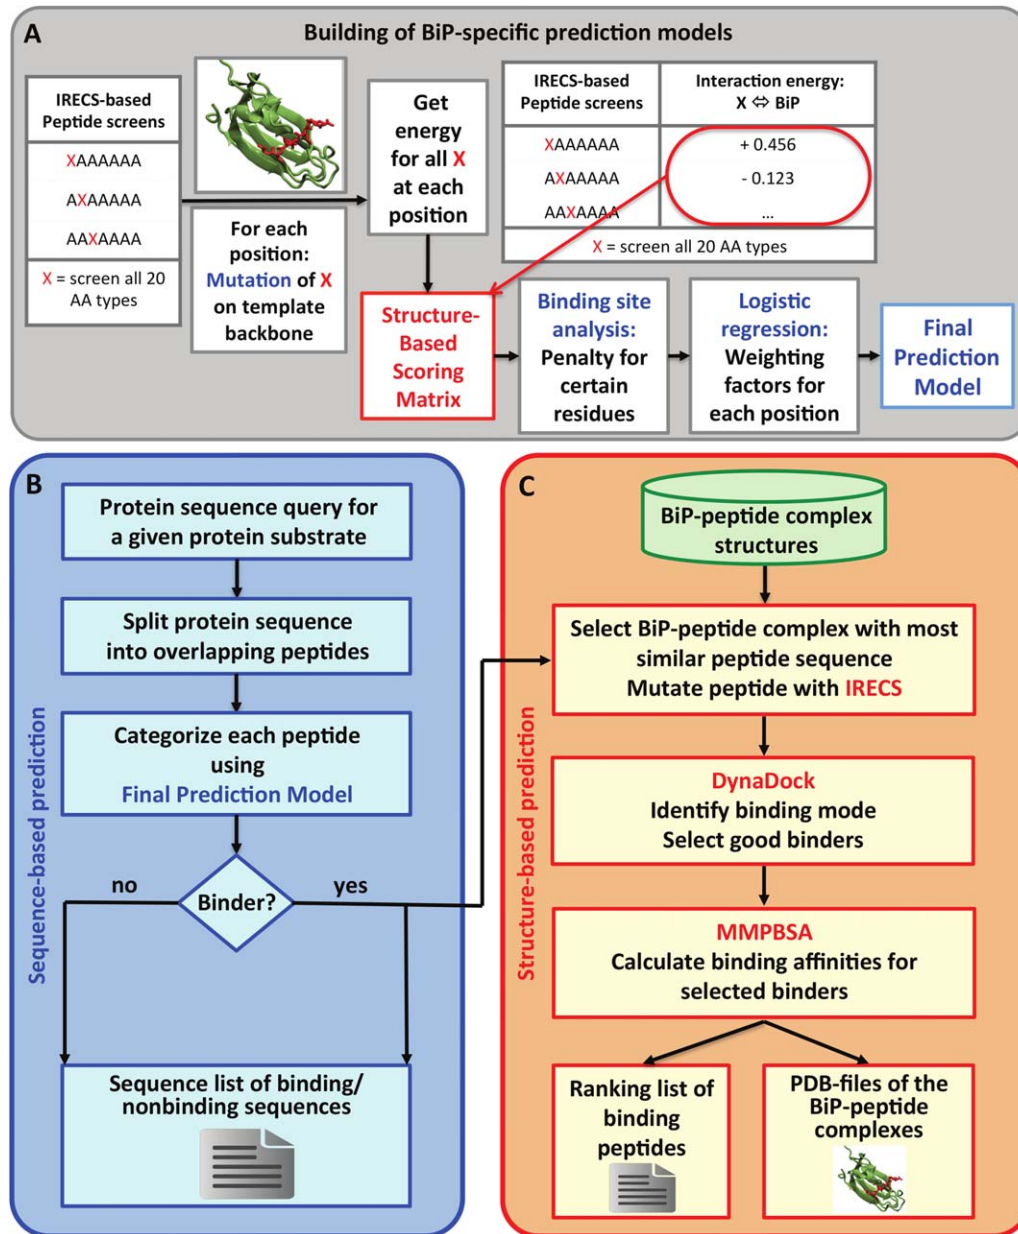 A
Building of BiP-specific prediction models
IRECS-based
Peptide screens
XAAAAAA
AXAAAAA
AAXAAAA
X = screen all 20
AA types
For each
position:
Mutation of X
on template
backbone
Get
energy
for all X
at each
position
IRECS-based
Peptide screens
Interaction energy:
X ⇔ BiP
XAAAAAA
+ 0.456
AXAAAAA
- 0.123
AAXAAAA
...
X = screen all 20 AA types
Structure-
Based
Scoring
Matrix
Binding site
analysis:
Penalty for
certain
residues
Logistic
regression:
Weighting
factors for
each position
Final
Prediction
Model
B
Sequence-based prediction
Protein sequence query for
a given protein substrate
Split protein sequence
into overlapping peptides
Categorize each peptide
using
Final Prediction Model
no
Binder?
yes
Sequence list of binding/
nonbinding sequences
C
Structure-based prediction
BiP-peptide complex
structures
Select BiP-peptide complex with most
similar peptide sequence
Mutate peptide with IRECS
DynaDock
Identify binding mode
Select good binders
MMPBSA
Calculate binding affinities for
selected binders
Ranking list of
binding
peptides
PDB-files of the
BiP-peptide
complexes